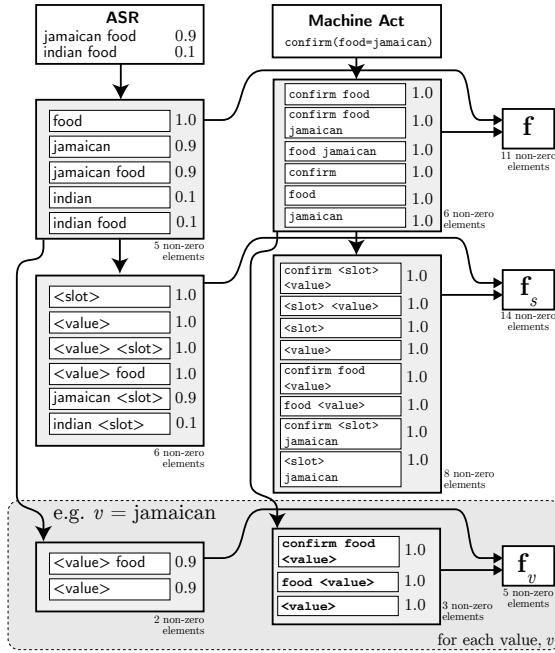 ASR
jamaican food 0.9
indian food 0.1
Machine Act
confirm(food=jamaican)
food 1.0
jamaican 0.9
jamaican food 0.9
indian 0.1
indian food 0.1
5 non-zero
elements
confirm food 1.0
confirm food
jamaican 1.0
food jamaican 1.0
confirm 1.0
food 1.0
jamaican 1.0
6 non-zero
elements
f
11 non-zero
elements
<slot> 1.0
<value> 1.0
<value> <slot> 1.0
<value> food 1.0
jamaican <slot> 0.9
indian <slot> 0.1
6 non-zero
elements
confirm <slot>
<value> 1.0
<slot> <value> 1.0
<slot> 1.0
<value> 1.0
confirm food
<value> 1.0
food <value> 1.0
confirm <slot>
jamaican 1.0
<slot>
jamaican 1.0
8 non-zero
elements
f s
14 non-zero
elements
e.g. v = jamaican
<value> food 0.9
<value> 0.9
2 non-zero
elements
confirm food
<value> 1.0
food <value> 1.0
<value> 1.0
3 non-zero
elements
f v
5 non-zero
elements
for each value, v